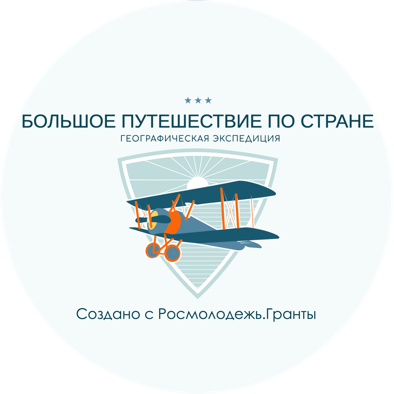 БОЛЬШОЕ ПУТЕШЕСТВИЕ ПО СТРАНЕ
ГЕОГРАФИЧЕСКАЯ ЭКСПЕДИЦИЯ
Создано с Росмолодежь.Гранты